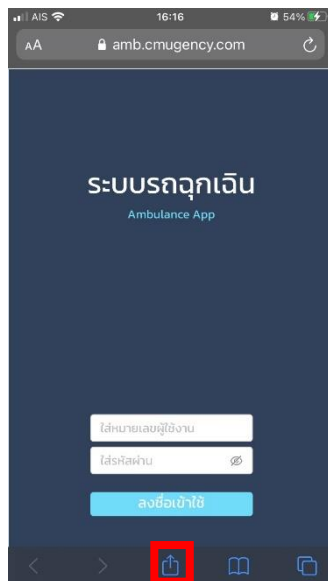 AIS 16:16 54%
AA amb.cmugency.com
ระบบรถฉุกเฉิน
Ambulance App
ใส่หมายเลขผู้ใช้งาน
ใส่รหัสผ่าน
ลงชื่อเข้าใช้